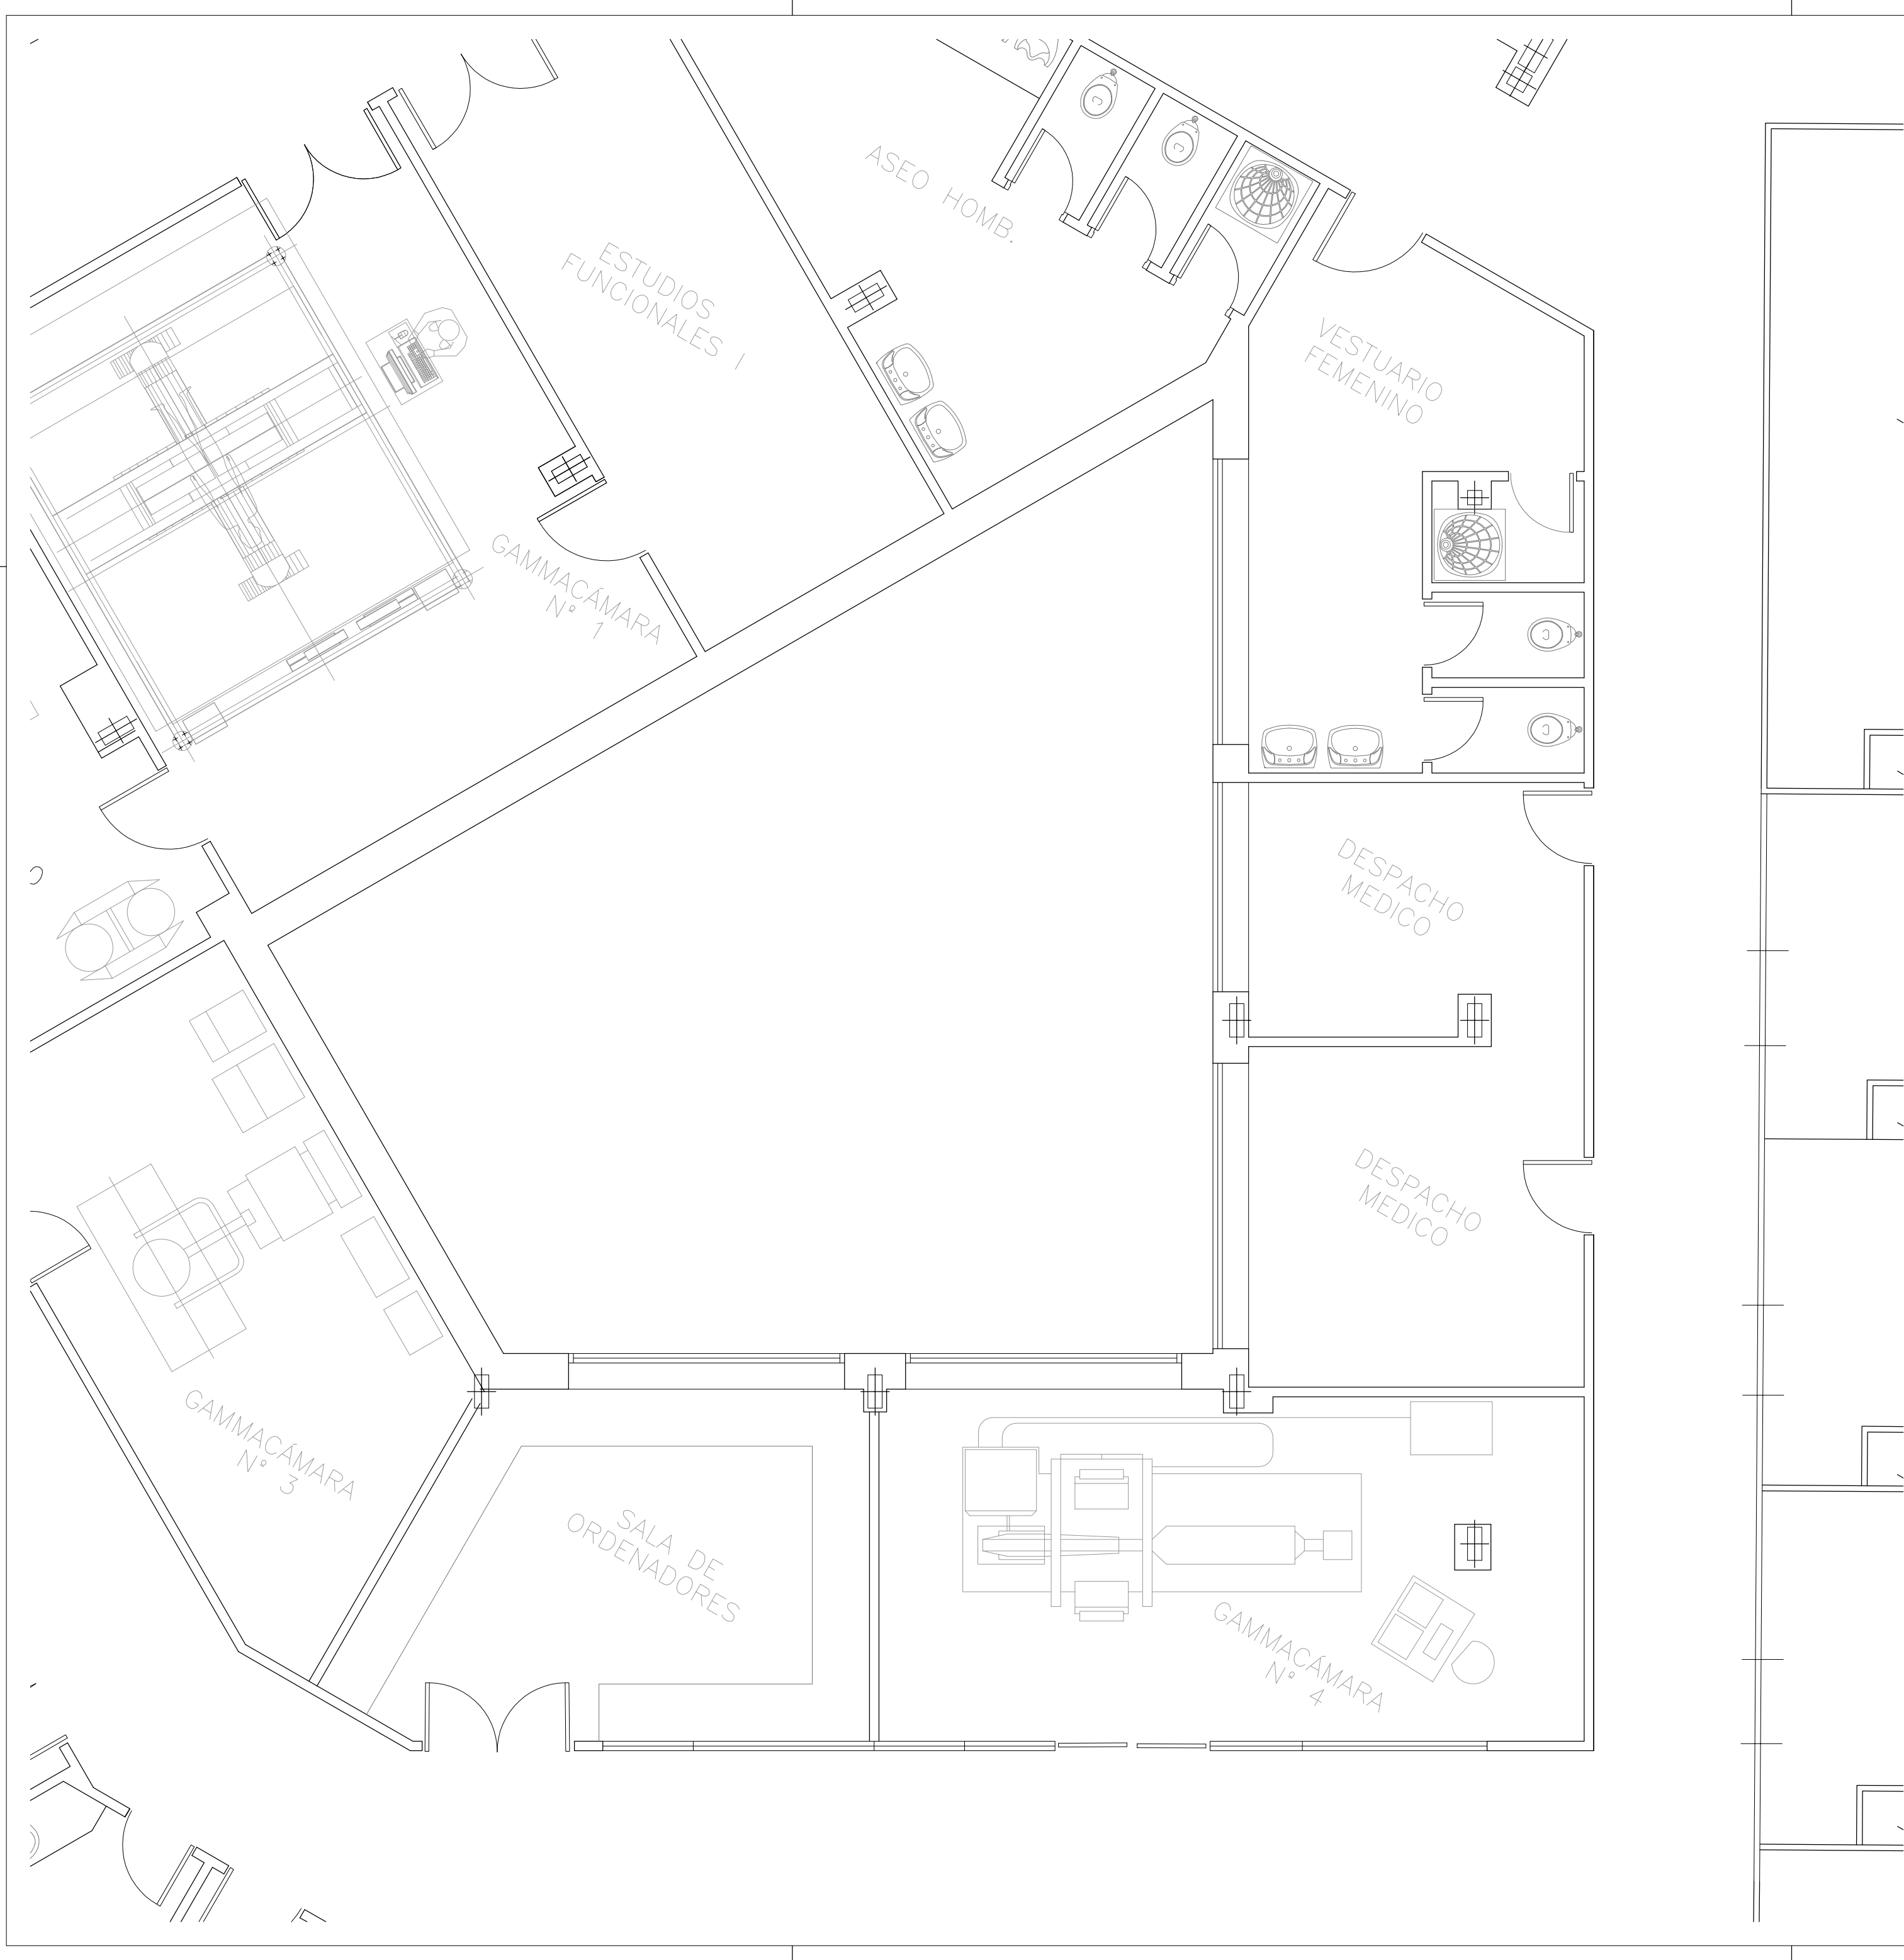 ASEO HOMB.
ESTUDIOS
FUNCIONALES I
VESTUARIO
FEMENINO
GAMMACÁMARA
Nº 1
DESPACHO
MEDICO
DESPACHO
MEDICO
GAMMACÁMARA
Nº 3
SALA DE
ORDENADORES
GAMMACÁMARA
Nº 4